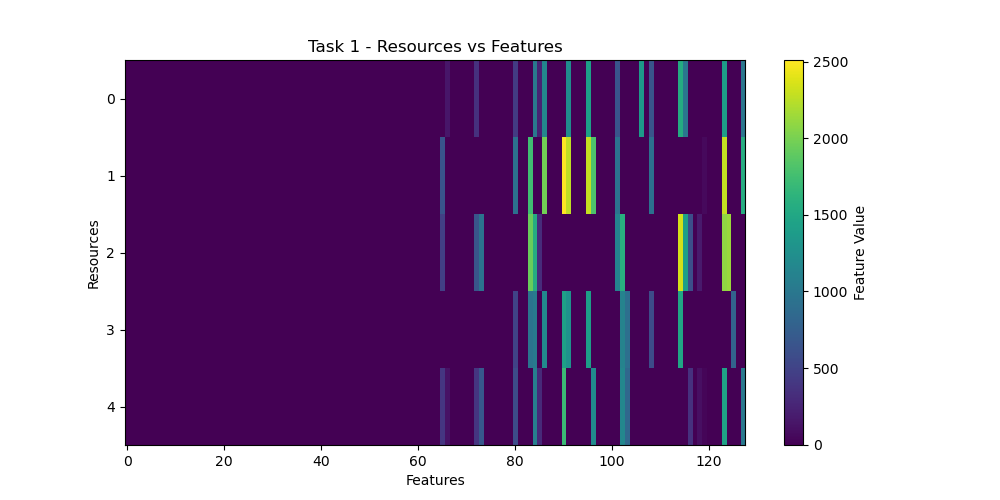 Task 1 - Resources vs Features
0
1
2
3
4
Resources
0 20 40 60 80 100 120
Features
2500
2000
1500
1000
500
0
Feature Value